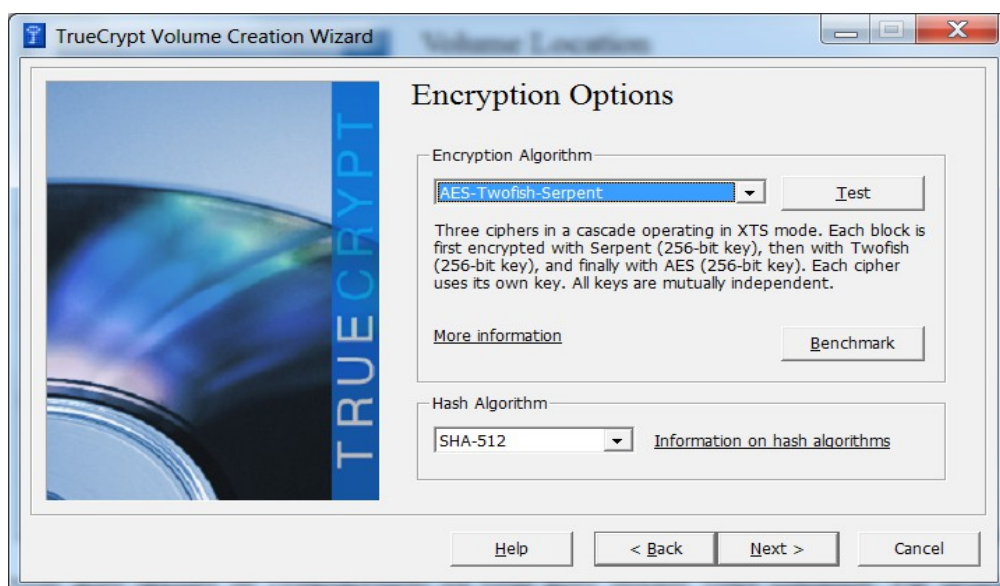 TrueCrypt Volume Creation Wizard
Volume Location
TRUECRYPT
Encryption Options
Encryption Algorithm
AES-Twofish-Serpent
Test
Three ciphers in a cascade operating in XTS mode. Each block is
first encrypted with Serpent (256-bit key), then with Twofish
(256-bit key), and finally with AES (256-bit key). Each cipher
uses its own key. All keys are mutually independent.
More information
Benchmark
Hash Algorithm
SHA-512
Information on hash algorithms
Help
< Back
Next >
Cancel